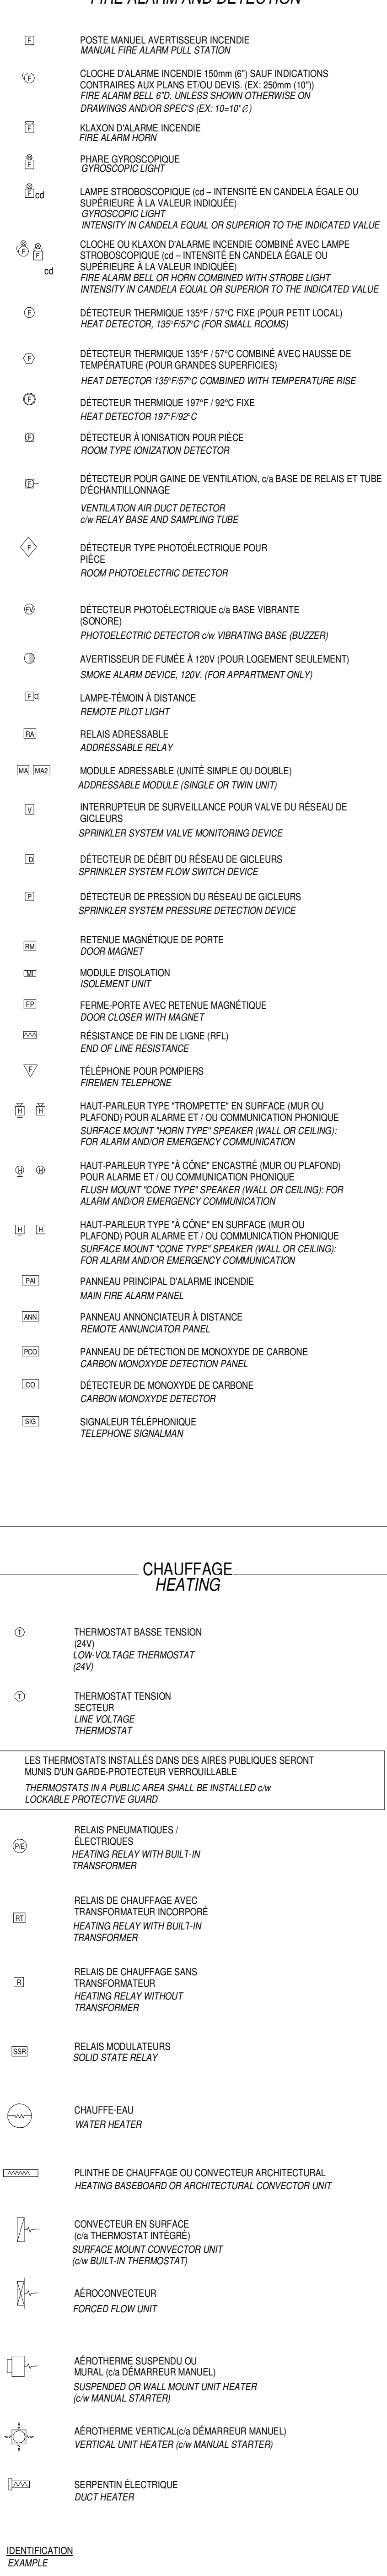 FIRE ALARM AND DETECTION
F POSTE MANUEL AVERTISSEUR INCENDIE
MANUAL FIRE ALARM PULL STATION
F CLOCHE D'ALARME INCENDIE 150mm (6") SAUF INDICATIONS
CONTRAIRES AUX PLANS ET/OU DEVIS. (EX: 250mm (10"))
FIRE ALARM BELL 6"D. UNLESS SHOWN OTHERWISE ON
DRAWINGS AND/OR SPEC'S (EX: 10=10"
F KLAXON D'ALARME INCENDIE
FIRE ALARM HORN
F PHARE GYROSCOPIQUE
GYROSCOPIC LIGHT
F cd LAMPE STROBOSCOPIQUE (cd – INTENSITÉ EN CANDELA ÉGALE OU
SUPÉRIEURE À LA VALEUR INDIQUÉE)
GYROSCOPIC LIGHT
INTENSITY IN CANDELA EQUAL OR SUPERIOR TO THE INDICATED VALUE
F F cd CLOCHE OU KLAXON D'ALARME INCENDIE COMBINÉ AVEC LAMPE
STROBOSCOPIQUE (cd – INTENSITÉ EN CANDELA ÉGALE OU
SUPÉRIEURE À LA VALEUR INDIQUÉE)
FIRE ALARM BELL OR HORN COMBINED WITH STROBE LIGHT
INTENSITY IN CANDELA EQUAL OR SUPERIOR TO THE INDICATED VALUE
F DÉTECTEUR THERMIQUE 135°F / 57°C FIXE (POUR PETIT LOCAL)
HEAT DETECTOR, 135°F/57°C (FOR SMALL ROOMS)
F DÉTECTEUR THERMIQUE 135°F / 57°C COMBINÉ AVEC HAUSSE DE
TEMPÉRATURE (POUR GRANDES SUPERFICIES)
HEAT DETECTOR 135°F/57°C COMBINED WITH TEMPERATURE RISE
F DÉTECTEUR THERMIQUE 197°F / 92°C FIXE
HEAT DETECTOR 197°F/92°C
F DÉTECTEUR À IONISATION POUR PIÈCE
ROOM TYPE IONIZATION DETECTOR
F DÉTECTEUR POUR GAINE DE VENTILATION, c/a BASE DE RELAIS ET TUBE
D'ÉCHANTILLONNAGE
VENTILATION AIR DUCT DETECTOR
c/w RELAY BASE AND SAMPLING TUBE
F DÉTECTEUR TYPE PHOTOÉLECTRIQUE POUR
PIÈCE
ROOM PHOTOELECTRIC DETECTOR
FV DÉTECTEUR PHOTOÉLECTRIQUE c/a BASE VIBRANTE
(SONORE)
PHOTOELECTRIC DETECTOR c/w VIBRATING BASE (BUZZER)
AVERTISSEUR DE FUMÉE À 120V (POUR LOGEMENT SEULEMENT)
SMOKE ALARM DEVICE, 120V. (FOR APPARTMENT ONLY)
F LAMPE-TÉMOIN À DISTANCE
REMOTE PILOT LIGHT
RA RELAIS ADRESSABLE
ADDRESSABLE RELAY
MA MA2 MODULE ADRESSABLE (UNITÉ SIMPLE OU DOUBLE)
ADDRESSABLE MODULE (SINGLE OR TWIN UNIT)
V INTERRUPTEUR DE SURVEILLANCE POUR VALVE DU RÉSEAU DE
GICLEURS
SPRINKLER SYSTEM VALVE MONITORING DEVICE
D DÉTECTEUR DE DÉBIT DU RÉSEAU DE GICLEURS
SPRINKLER SYSTEM FLOW SWITCH DEVICE
P DÉTECTEUR DE PRESSION DU RÉSEAU DE GICLEURS
SPRINKLER SYSTEM PRESSURE DETECTION DEVICE
RM RETENUE MAGNÉTIQUE DE PORTE
DOOR MAGNET
MI MODULE D'ISOLATION
ISOLEMENT UNIT
FP FERME-PORTE AVEC RETENUE MAGNÉTIQUE
DOOR CLOSER WITH MAGNET
RÉSISTANCE DE FIN DE LIGNE (RFL)
END OF LINE RESISTANCE
F TÉLÉPHONE POUR POMPIERS
FIREMEN TELEPHONE
H H HAUT-PARLEUR TYPE "TROMPETTE" EN SURFACE (MUR OU
PLAFOND) POUR ALARME ET / OU COMMUNICATION PHONIQUE
SURFACE MOUNT "HORN TYPE" SPEAKER (WALL OR CEILING):
FOR ALARM AND/OR EMERGENCY COMMUNICATION
H H HAUT-PARLEUR TYPE "À CÔNE" ENCASTRÉ (MUR OU PLAFOND)
POUR ALARME ET / OU COMMUNICATION PHONIQUE
FLUSH MOUNT "CONE TYPE" SPEAKER (WALL OR CEILING): FOR
ALARM AND/OR EMERGENCY COMMUNICATION
H H HAUT-PARLEUR TYPE "À CÔNE" EN SURFACE (MUR OU
PLAFOND) POUR ALARME ET / OU COMMUNICATION PHONIQUE
SURFACE MOUNT "CONE TYPE" SPEAKER (WALL OR CEILING):
FOR ALARM AND/OR EMERGENCY COMMUNICATION
PAI PANNEAU PRINCIPAL D'ALARME INCENDIE
MAIN FIRE ALARM PANEL
ANN PANNEAU ANNONCIATEUR À DISTANCE
REMOTE ANNUNCIATOR PANEL
PCO PANNEAU DE DÉTECTION DE MONOXYDE DE CARBONE
CARBON MONOXYDE DETECTION PANEL
CO DÉTECTEUR DE MONOXYDE DE CARBONE
CARBON MONOXYDE DETECTOR
SIG SIGNALEUR TÉLÉPHONIQUE
TELEPHONE SIGNALMAN
CHAUFFAGE
HEATING
T THERMOSTAT BASSE TENSION
(24V)
LOW-VOLTAGE THERMOSTAT
(24V)
T THERMOSTAT TENSION
SECTEUR
LINE VOLTAGE
THERMOSTAT
LES THERMOSTATS INSTALLÉS DANS DES AIRES PUBLIQUES SERONT
MUNIS D'UN GARDE-PROTECTEUR VERROUILLABLE
THERMOSTATS IN A PUBLIC AREA SHALL BE INSTALLED c/w
LOCKABLE PROTECTIVE GUARD
P/E RELAIS PNEUMATIQUES /
ÉLECTRIQUES
HEATING RELAY WITH BUILT-IN
TRANSFORMER
RT RELAIS DE CHAUFFAGE AVEC
TRANSFORMATEUR INCORPORÉ
HEATING RELAY WITH BUILT-IN
TRANSFORMER
R RELAIS DE CHAUFFAGE SANS
TRANSFORMATEUR
HEATING RELAY WITHOUT
TRANSFORMER
SSR RELAIS MODULATEURS
SOLID STATE RELAY
CHAUFFE-EAU
WATER HEATER
PLINTHE DE CHAUFFAGE OU CONVECTEUR ARCHITECTURAL
HEATING BASEBOARD OR ARCHITECTURAL CONVECTOR UNIT
CONVECTEUR EN SURFACE
(c/a THERMOSTAT INTÉGRÉ)
SURFACE MOUNT CONVECTOR UNIT
(c/w BUILT-IN THERMOSTAT)
AÉROCONVECTEUR
FORCED FLOW UNIT
AÉROTHERME SUSPENDU OU
MURAL (c/a DÉMARREUR MANUEL)
SUSPENDED OR WALL MOUNT UNIT HEATER
(c/w MANUAL STARTER)
AÉROTHERME VERTICAL(c/a DÉMARREUR MANUEL)
VERTICAL UNIT HEATER (c/w MANUAL STARTER)
SERPENTIN ÉLECTRIQUE
DUCT HEATER
IDENTIFICATION
EXAMPLE